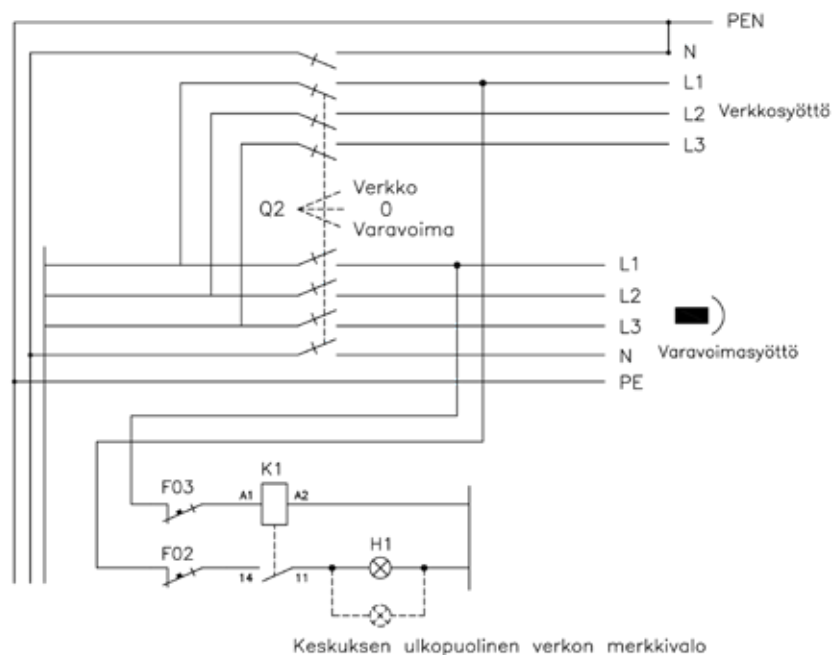 PEN
N
L1
L2 Verkkosyöttö
L3
Verkko
Q2 0
Varavoima
L1
L2
L3
N Varavoimasyöttö
PE
K1
F03 A1 A2
F02 H1
14 11
Keskuksen ulkopuolinen verkon merkkivalo